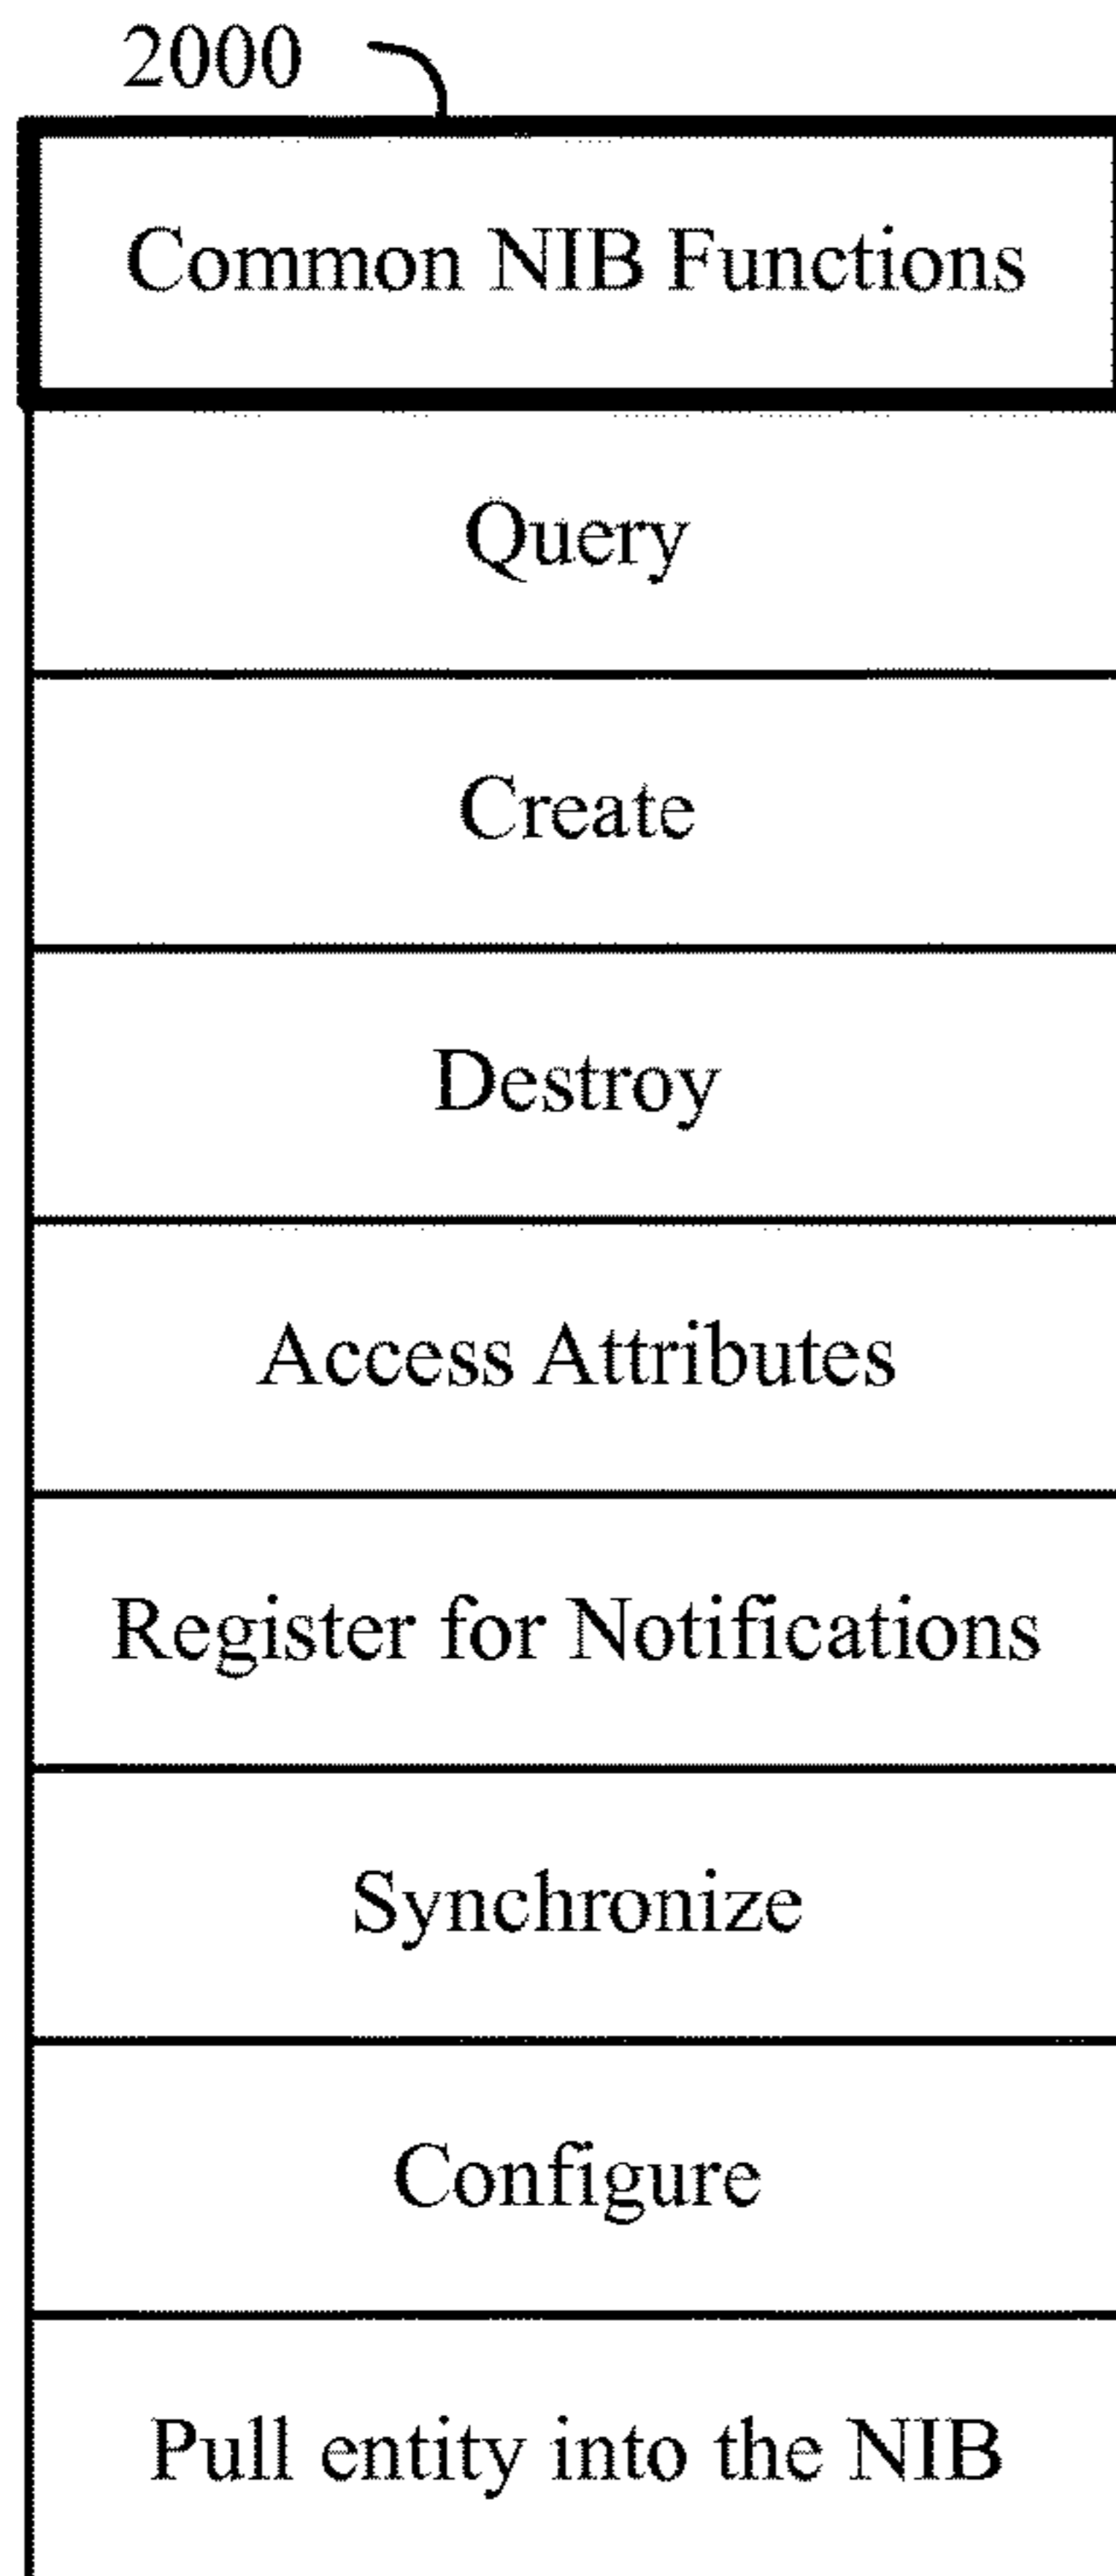 2000
Common NIB Functions
Query
Create
Destroy
Access Attributes
Register for Notifications
Synchronize
Configure
Pull entity into the NIB